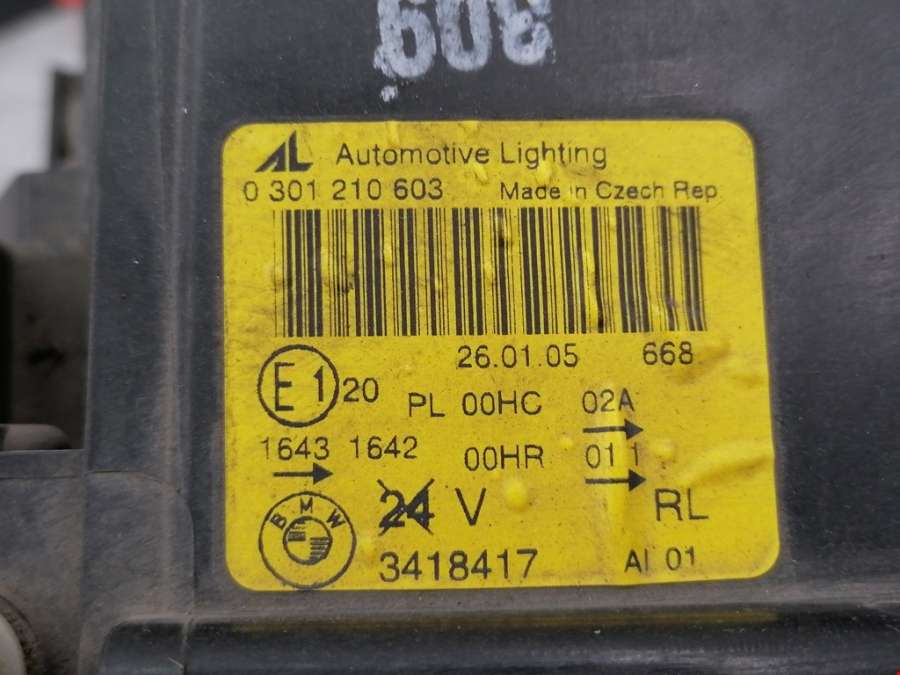 608
AL Automotive Lighting
0 301 210 603 Made in Czech Rep
26.01.05 668
E1 20 PL 00HC 02A
1643 1642 00HR 01 1
24 V RL
BMW 3418417 AI 01